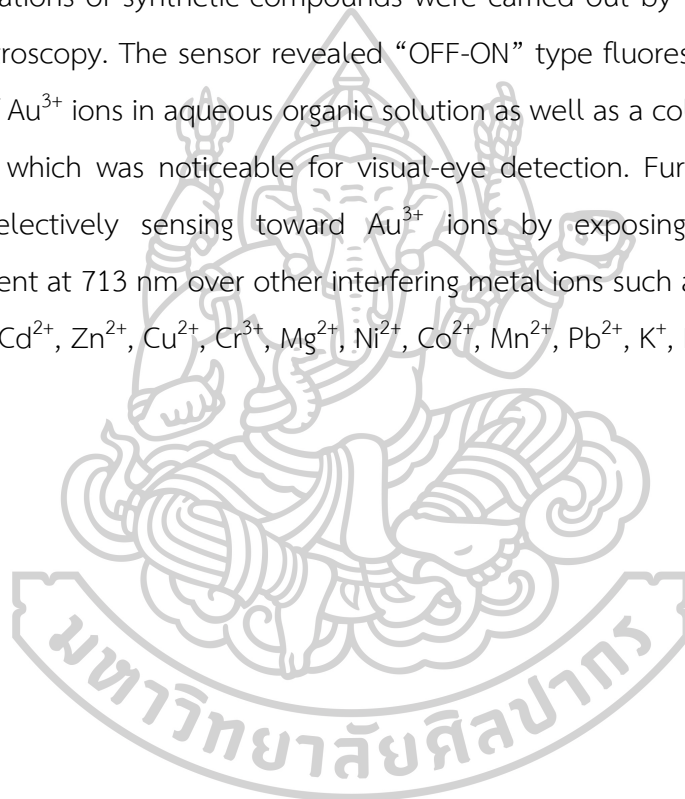 ations of synthetic compounds were carried out by
roscopy. The sensor revealed “OFF-ON” type fluores
Au³⁺ ions in aqueous organic solution as well as a co
which was noticeable for visual-eye detection. Fur
electively sensing toward Au³⁺ ions by exposing
ent at 713 nm over other interfering metal ions such a
Cd²⁺, Zn²⁺, Cu²⁺, Cr³⁺, Mg²⁺, Ni²⁺, Co²⁺, Mn²⁺, Pb²⁺, K⁺,
มหาวิทยาลัยศิลปากร